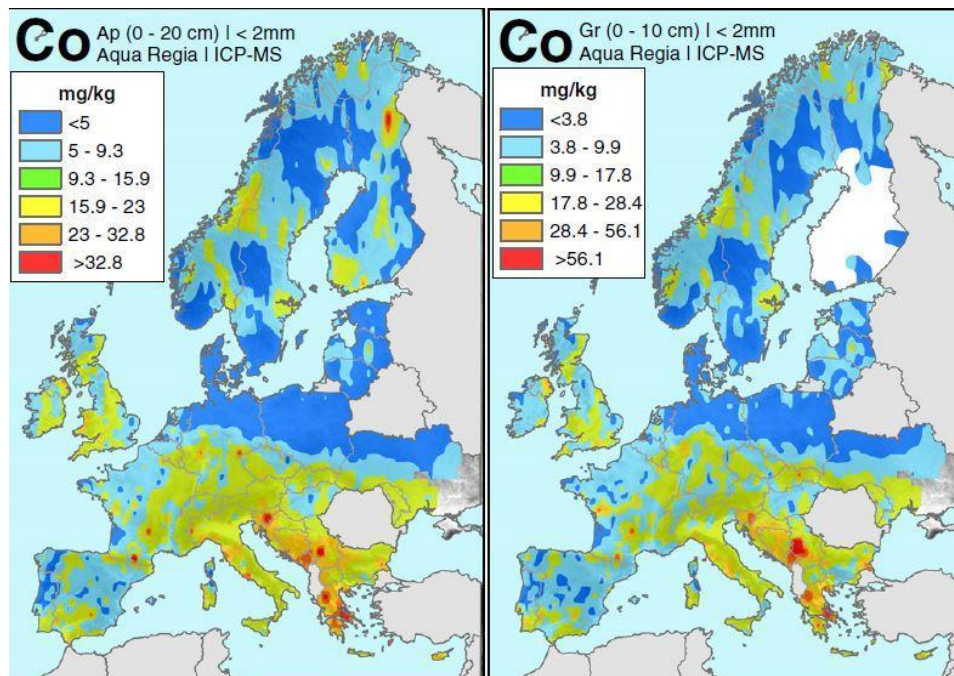 Co Ap (0 - 20 cm) I < 2mm
Aqua Regia I ICP-MS
mg/kg
<5
5 - 9.3
9.3 - 15.9
15.9 - 23
23 - 32.8
>32.8
Co Gr (0 - 10 cm) I < 2mm
Aqua Regia I ICP-MS
mg/kg
<3.8
3.8 - 9.9
9.9 - 17.8
17.8 - 28.4
28.4 - 56.1
>56.1